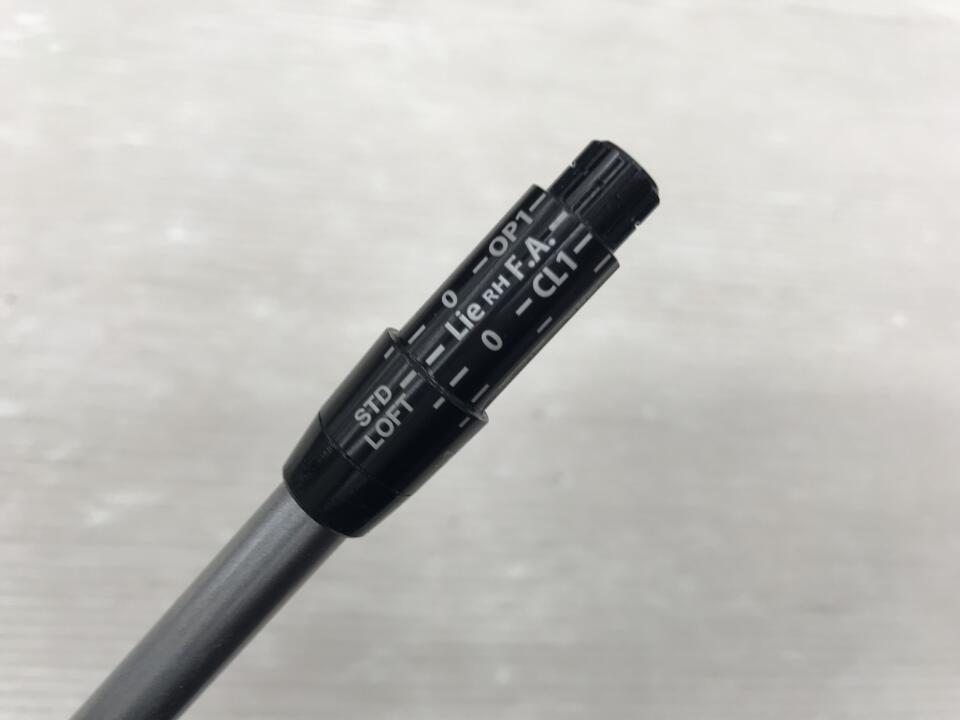 OP1
0
Lie RH F.A.
CL1
0
STD
LOFT